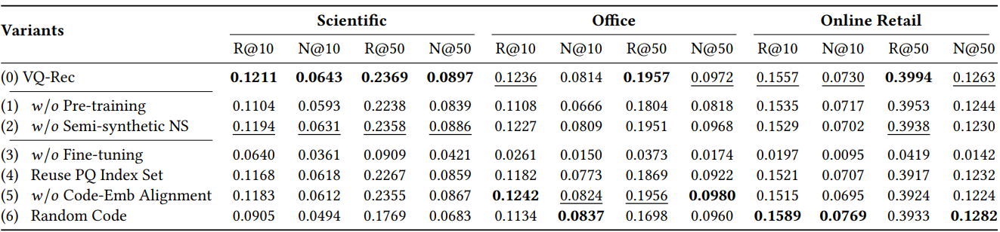 Variants Scientific Office Online Retail
R@10 N@10 R@50 N@50 R@10 N@10 R@50 N@50 R@10 N@10 R@50 N@50
(0) VQ-Rec 0.1211 0.0643 0.2369 0.0897 0.1236 0.0814 0.1957 0.0972 0.1557 0.0730 0.3994 0.1263
(1) w/o Pre-training 0.1104 0.0593 0.2238 0.0839 0.1108 0.0666 0.1804 0.0818 0.1535 0.0717 0.3953 0.1244
(2) w/o Semi-synthetic NS 0.1194 0.0631 0.2358 0.0886 0.1227 0.0809 0.1951 0.0968 0.1529 0.0702 0.3938 0.1230
(3) w/o Fine-tuning 0.0640 0.0361 0.0909 0.0421 0.0261 0.0150 0.0373 0.0174 0.0197 0.0095 0.0419 0.0142
(4) Reuse PQ Index Set 0.1168 0.0618 0.2267 0.0859 0.1182 0.0773 0.1869 0.0922 0.1521 0.0707 0.3917 0.1232
(5) w/o Code-Emb Alignment 0.1183 0.0612 0.2355 0.0867 0.1242 0.0824 0.1956 0.0980 0.1515 0.0695 0.3924 0.1224
(6) Random Code 0.0905 0.0494 0.1769 0.0683 0.1134 0.0837 0.1698 0.0960 0.1589 0.0769 0.3933 0.1282